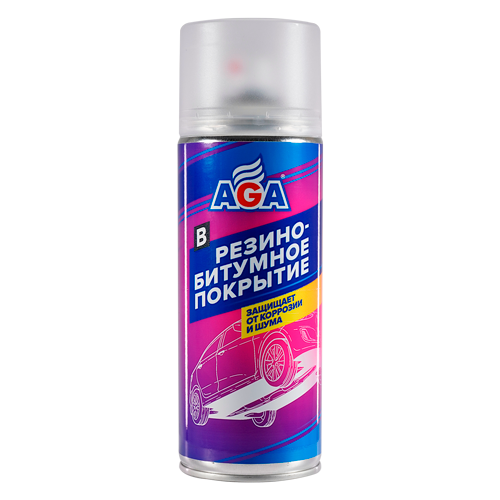 AGA®
В
РЕЗИНО-
БИТУМНОЕ
ПОКРЫТИЕ
ЗАЩИЩАЕТ
ОТ КОРРОЗИИ
И ШУМА